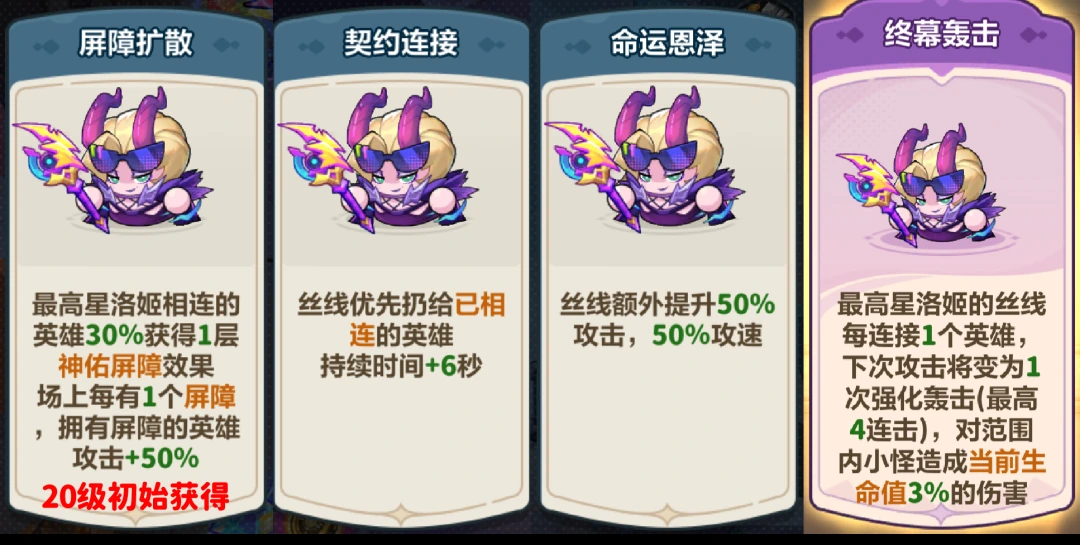 屏障扩散
最高星洛姬相连的
英雄30%获得1层
神佑屏障效果
场上每有1个屏障
，拥有屏障的英雄
攻击+50%
20级初始获得
契约连接
丝线优先扔给已相
连的英雄
持续时间+6秒
命运恩泽
丝线额外提升50%
攻击，50%攻速
终幕轰击
最高星洛姬的丝线
每连接1个英雄，
下次攻击将变为1
次强化轰击(最高
4连击)，对范围
内小怪造成当前生
命值3%的伤害